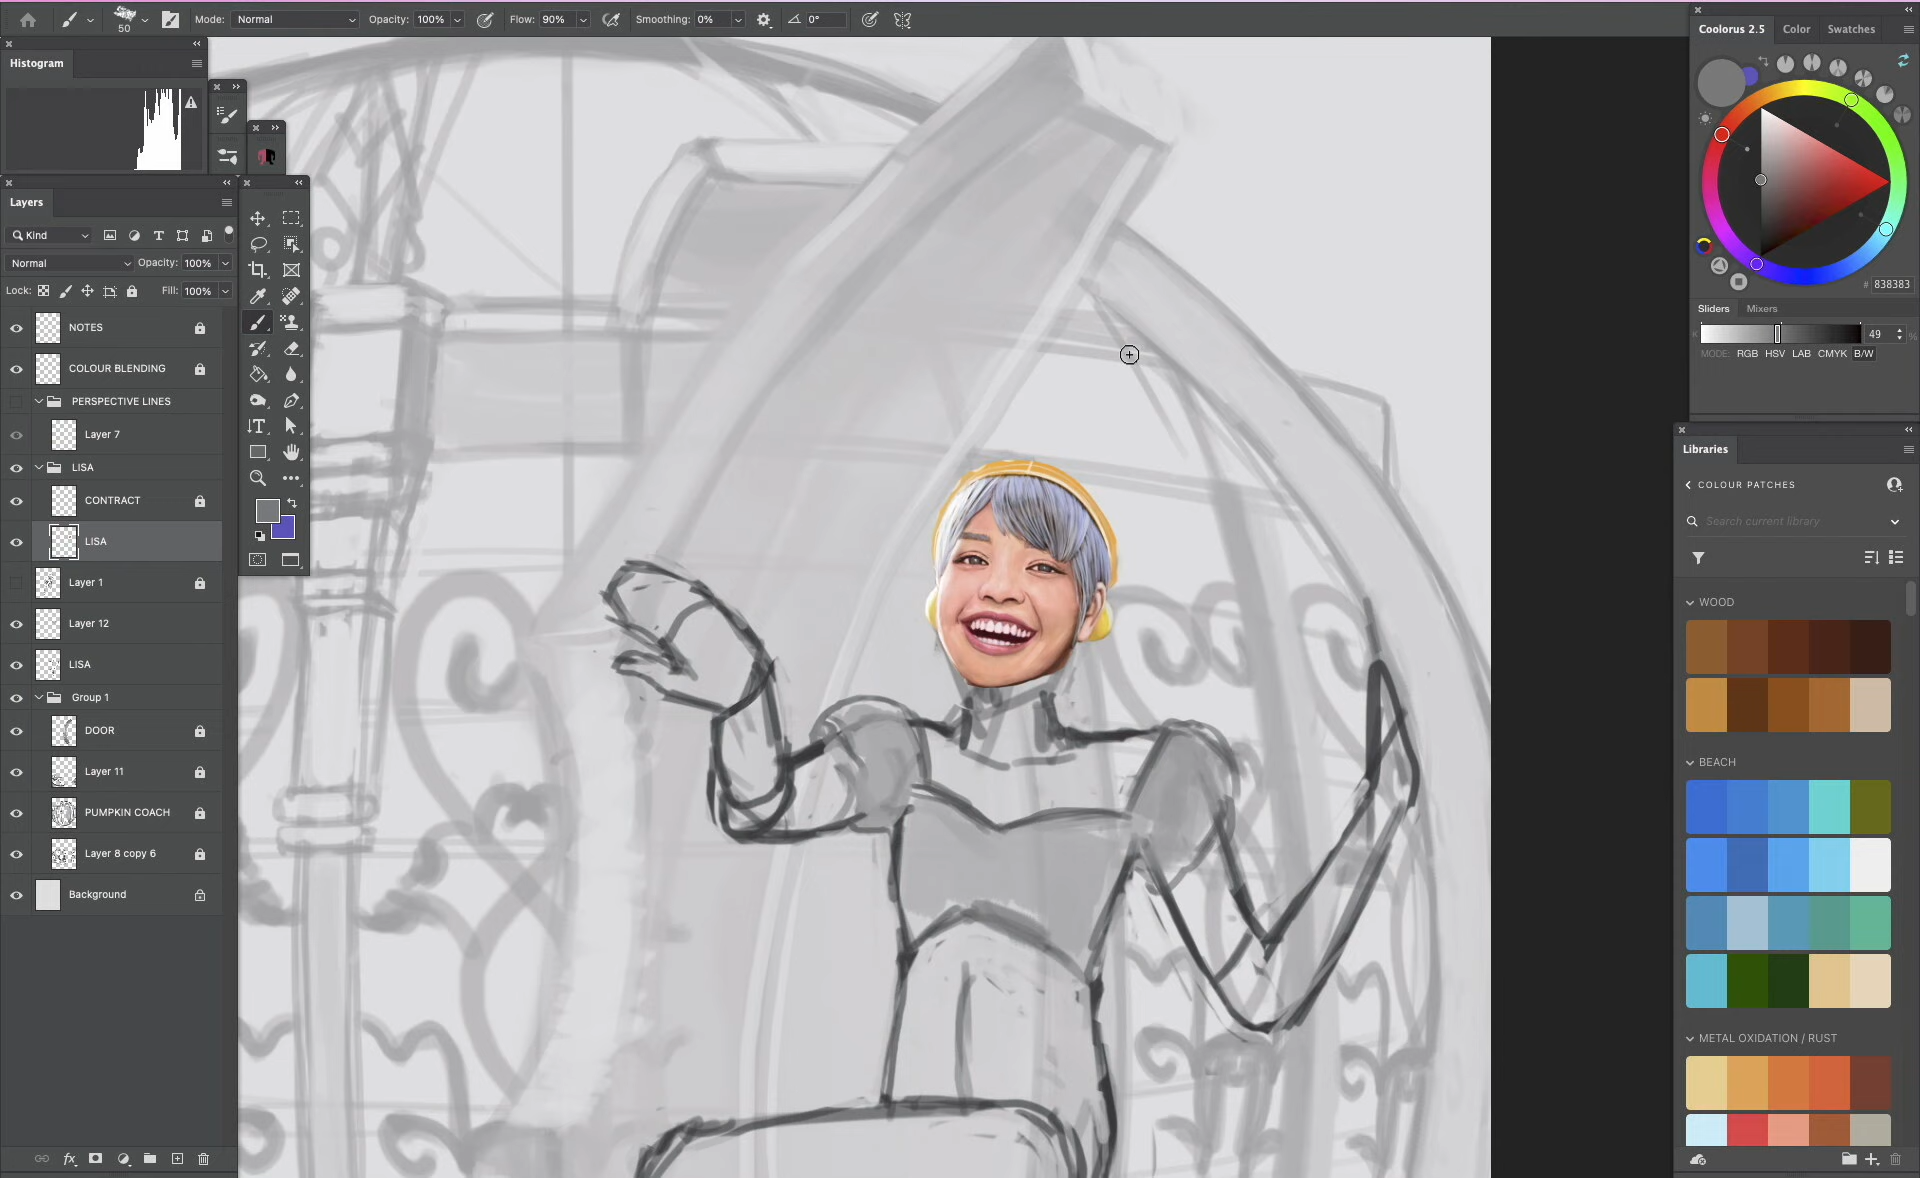 50
Mode: Normal
Opacity: 100%
Flow: 90%
Smoothing: 0%
0°
Histogram
Layers
Kind
Normal
Opacity: 100%
Lock:
Fill: 100%
NOTES
COLOUR BLENDING
PERSPECTIVE LINES
Layer 7
LISA
CONTRACT
LISA
Layer 1
Layer 12
LISA
Group 1
DOOR
Layer 11
PUMPKIN COACH
Layer 8 copy 6
Background
Coolorus 2.5
Color
Swatches
# 838383
Sliders
Mixers
K
49
%
MODE: RGB HSV LAB CMYK B/W
Libraries
COLOUR PATCHES
Search current library
WOOD
BEACH
METAL OXIDATION / RUST